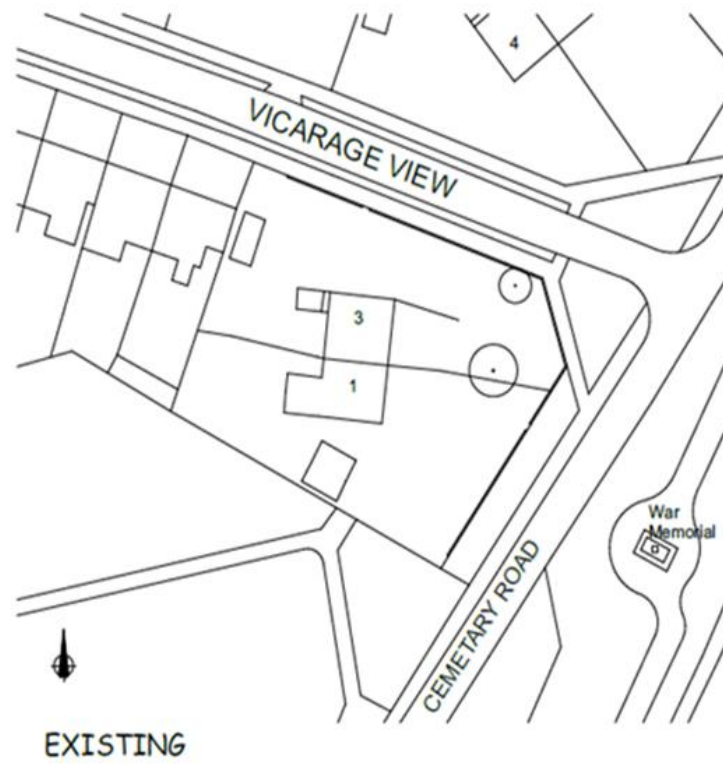 4
VICARAGE VIEW
3
1
War
Memorial
CEMETARY ROAD
EXISTING